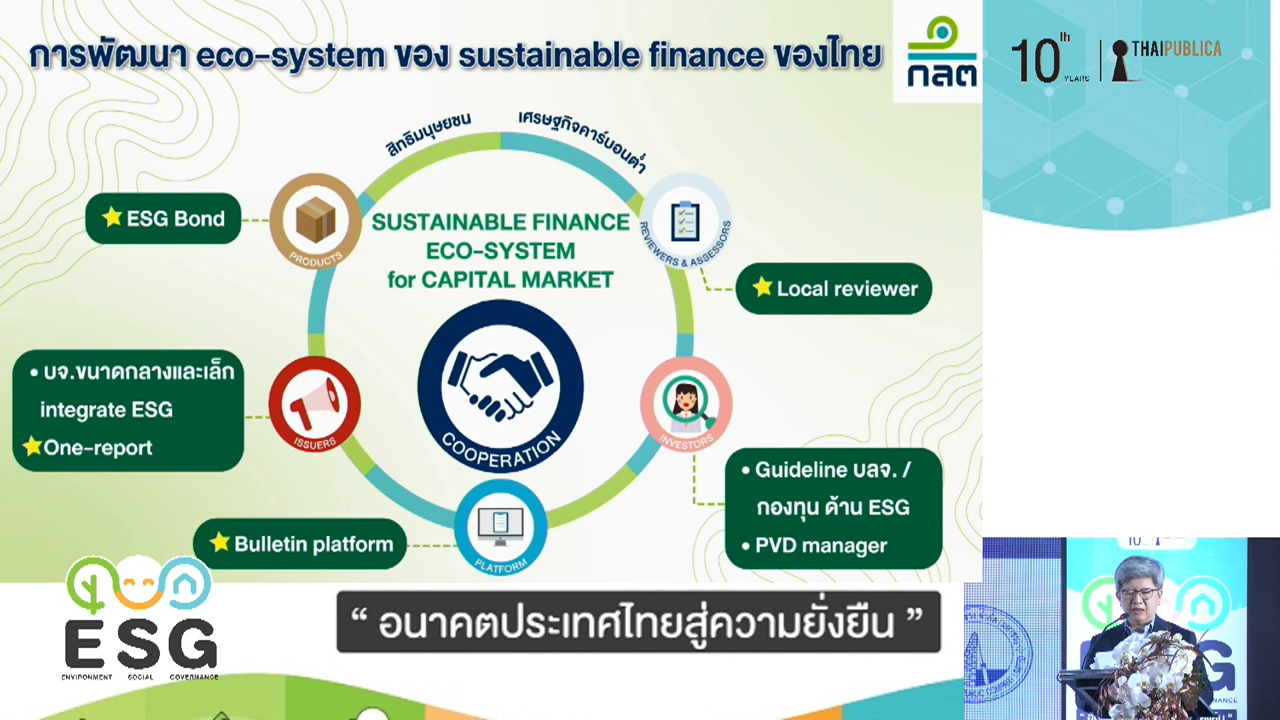 การพัฒนา eco-system ของ sustainable finance ของไทย
กลต
10th
YEARS
THAIPUBLICA
สิทธิมนุษยชน
เศรษฐกิจคาร์บอนต่ำ
ESG Bond
PRODUCTS
SUSTAINABLE FINANCE
ECO-SYSTEM
for CAPITAL MARKET
REVIEWERS & ASSESSORS
Local reviewer
• บจ.ขนาดกลางและเล็ก
integrate ESG
One-report
ISSUERS
COOPERATION
INVESTORS
• Guideline บลจ. /
กองทุน ด้าน ESG
• PVD manager
Bulletin platform
PLATFORM
ESG
ENVIRONMENT SOCIAL GOVERNANCE
“ อนาคตประเทศไทยสู่ความยั่งยืน ”